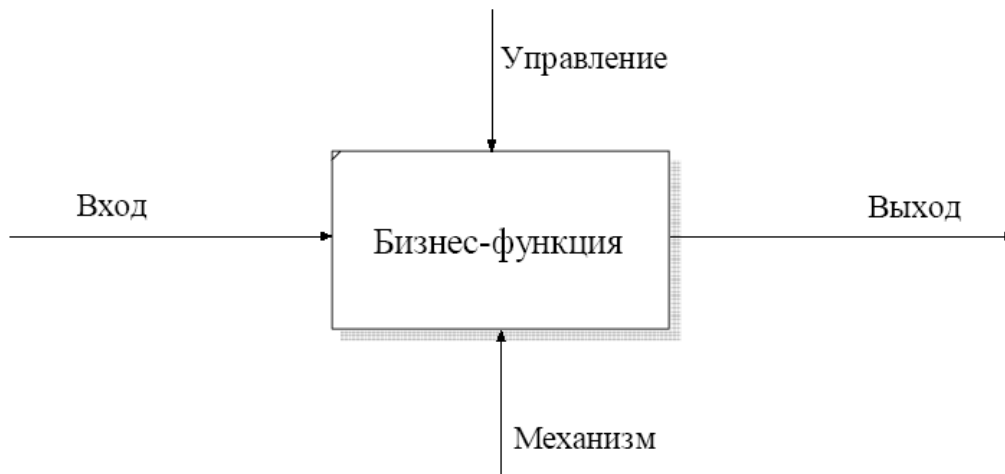 Управление
Вход
Бизнес-функция
Выход
Механизм